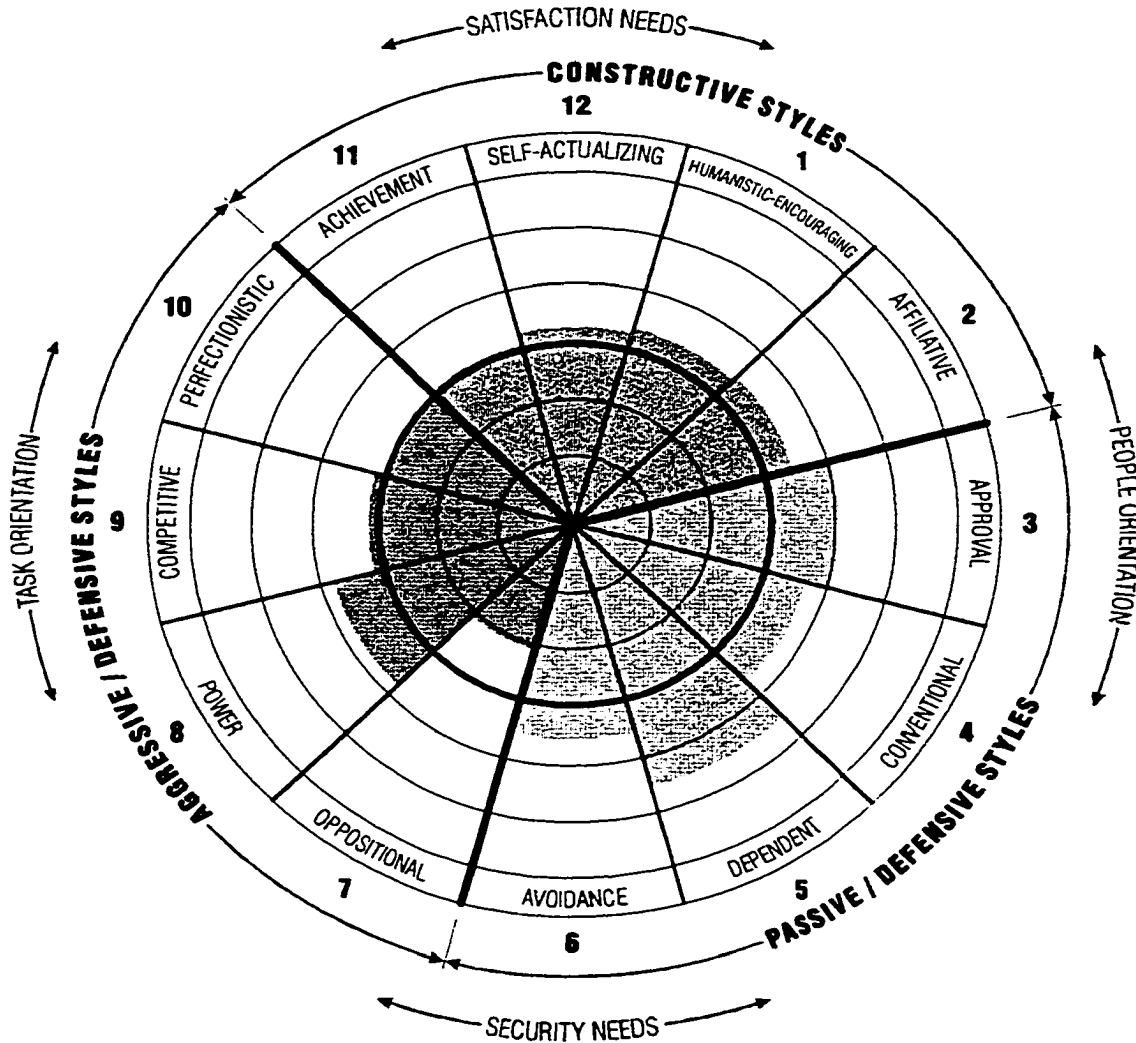 SATISFACTION NEEDS
CONSTRUCTIVE STYLES
12
SELF-ACTUALIZING
1
HUMANISTIC-ENCOURAGING
2
AFFILIATIVE
PEOPLE ORIENTATION
3
APPROVAL
4
CONVENTIONAL
PASSIVE / DEFENSIVE STYLES
5
DEPENDENT
6
AVOIDANCE
SECURITY NEEDS
7
OPPOSITIONAL
AGGRESSIVE / DEFENSIVE STYLES
8
POWER
9
COMPETITIVE
TASK ORIENTATION
10
PERFECTIONISTIC
11
ACHIEVEMENT